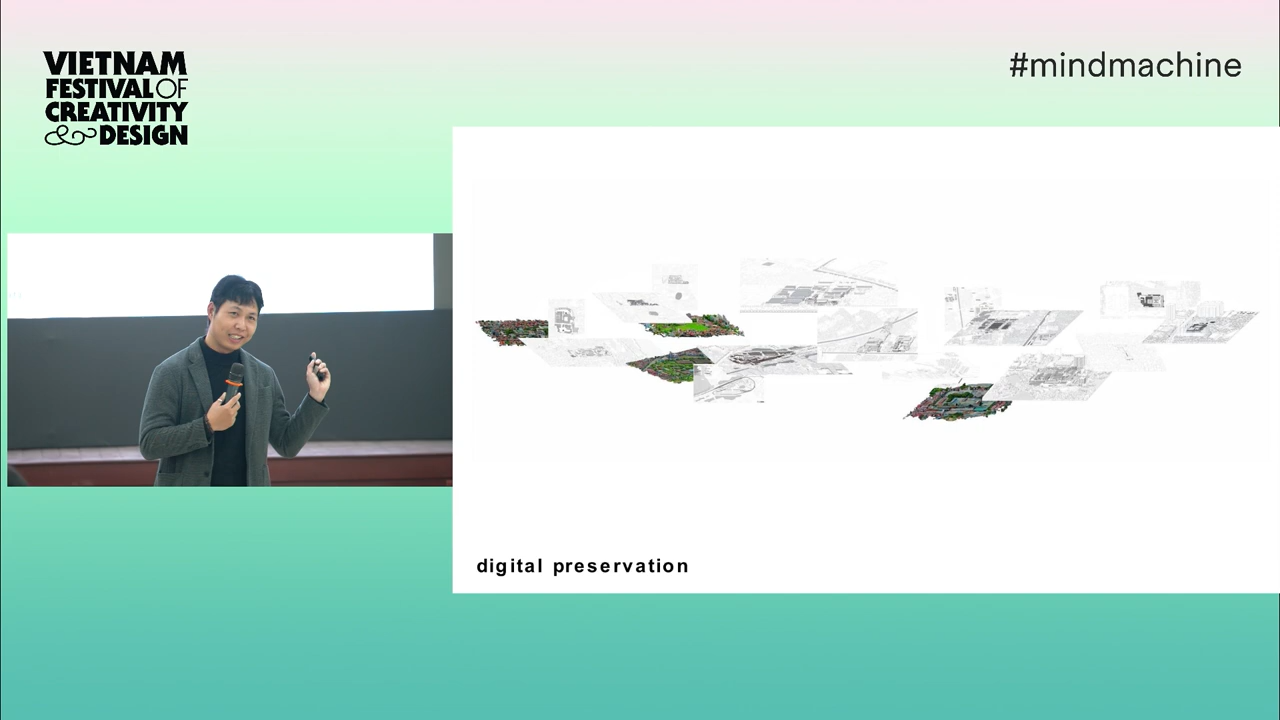 VIETNAM
FESTIVAL OF
CREATIVITY
& DESIGN
#mindmachine
digital preservation